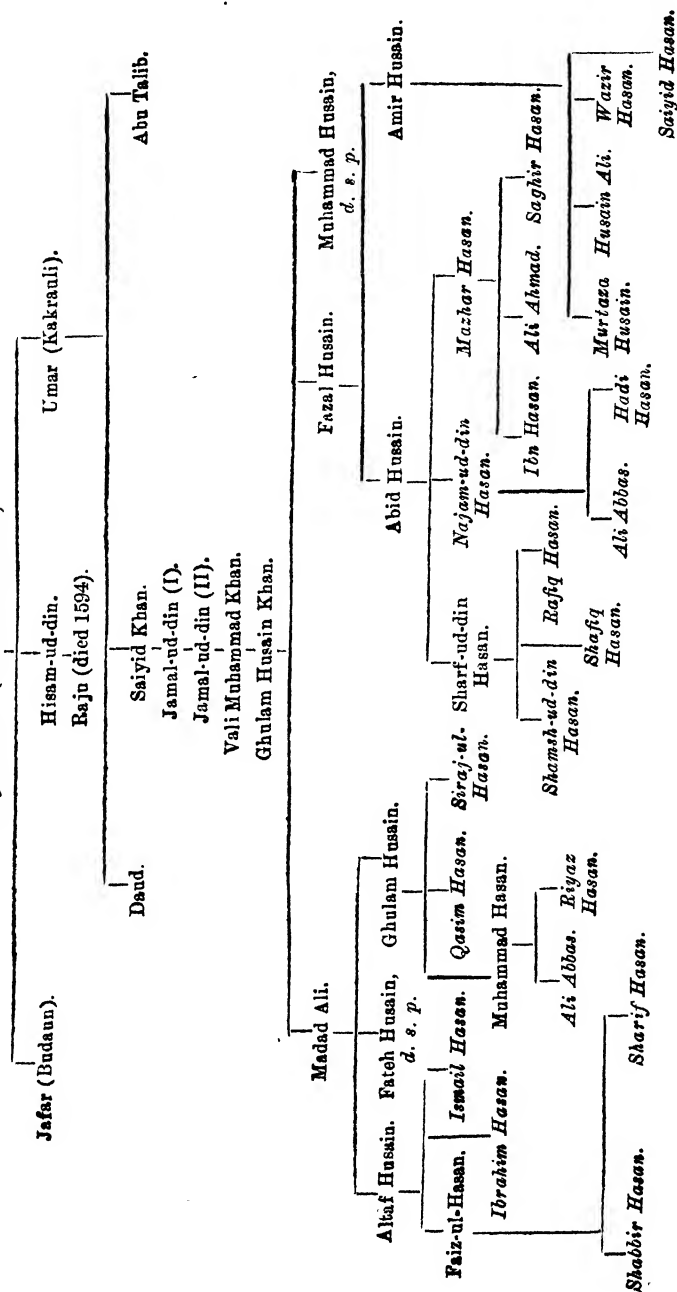 Jafar (Budaun). Hisam-ud-din. Umar (Kakrauli).
Raju (died 1594).
Daud. Saiyid Khan. Abu Talib.
Jamal-ud-din (I).
Jamal-ud-din (II).
Vali Muhammad Khan.
Ghulam Husain Khan.
Madad Ali. Fazal Husain. Muhammad Husain,
d. s. p.
Altaf Husain. Fateh Husain, Ghulam Husain. Abid Husain. Amir Husain.
d. s. p.
Faiz-ul-Hasan. Ismail Hasan. Qasim Hasan. Siraj-ul-
Hasan.
Sharf-ud-din
Hasan.
Najam-ud-din
Hasan.
Mazhar Hasan.
Ibrahim Hasan. Muhammad Hasan.
Shamsh-ud-din
Hasan.
Rafiq Hasan.
Ibn Hasan. Ali Ahmad. Saghir Hasan.
Ali Abbas. Riyaz
Hasan.
Shafiq
Hasan.
Ali Abbas. Hadi
Hasan.
Murtaza
Husain.
Husain Ali. Wazir
Hasan.
Shabbir Hasan. Sharif Hasan.
Saiyid Hasan.